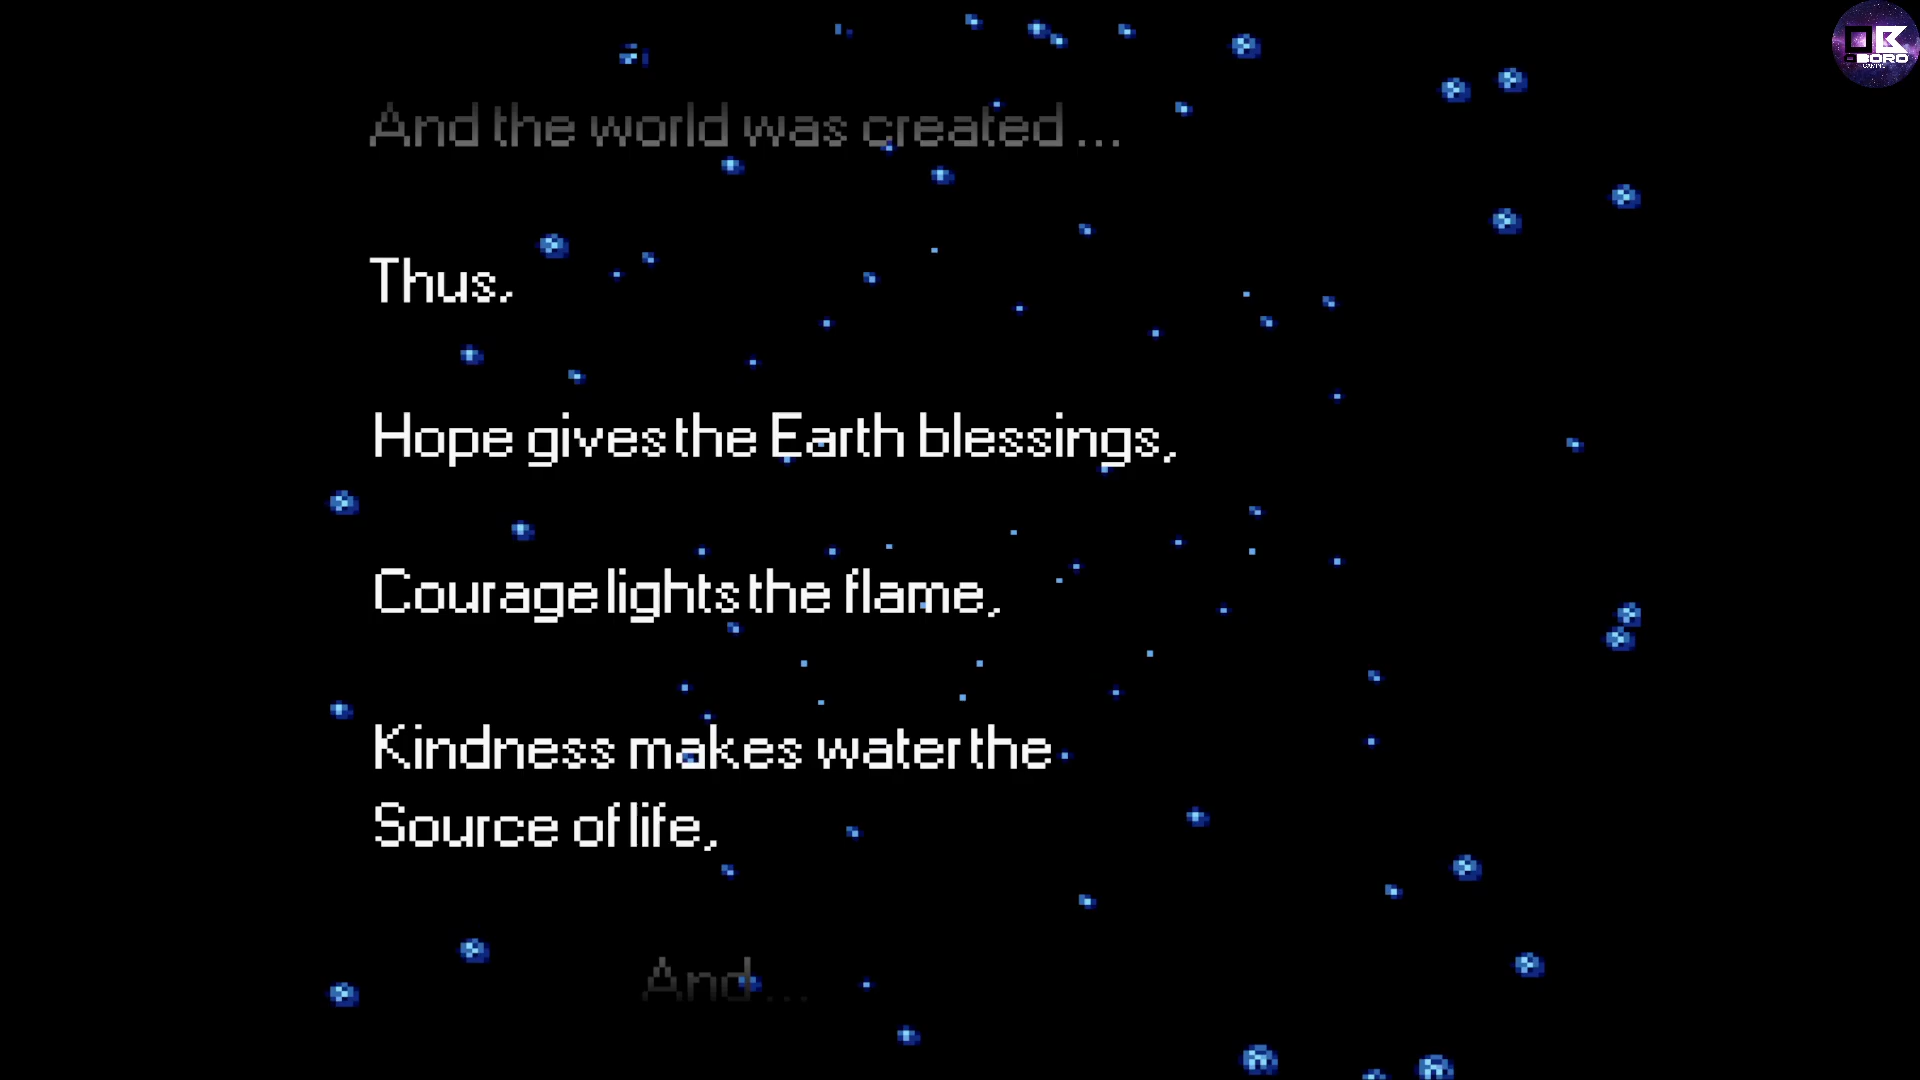 And the world was created ...
Thus,
Hope gives the Earth blessings,
Courage lights the flame,
Kindness makes water the
Source of life,
And ...